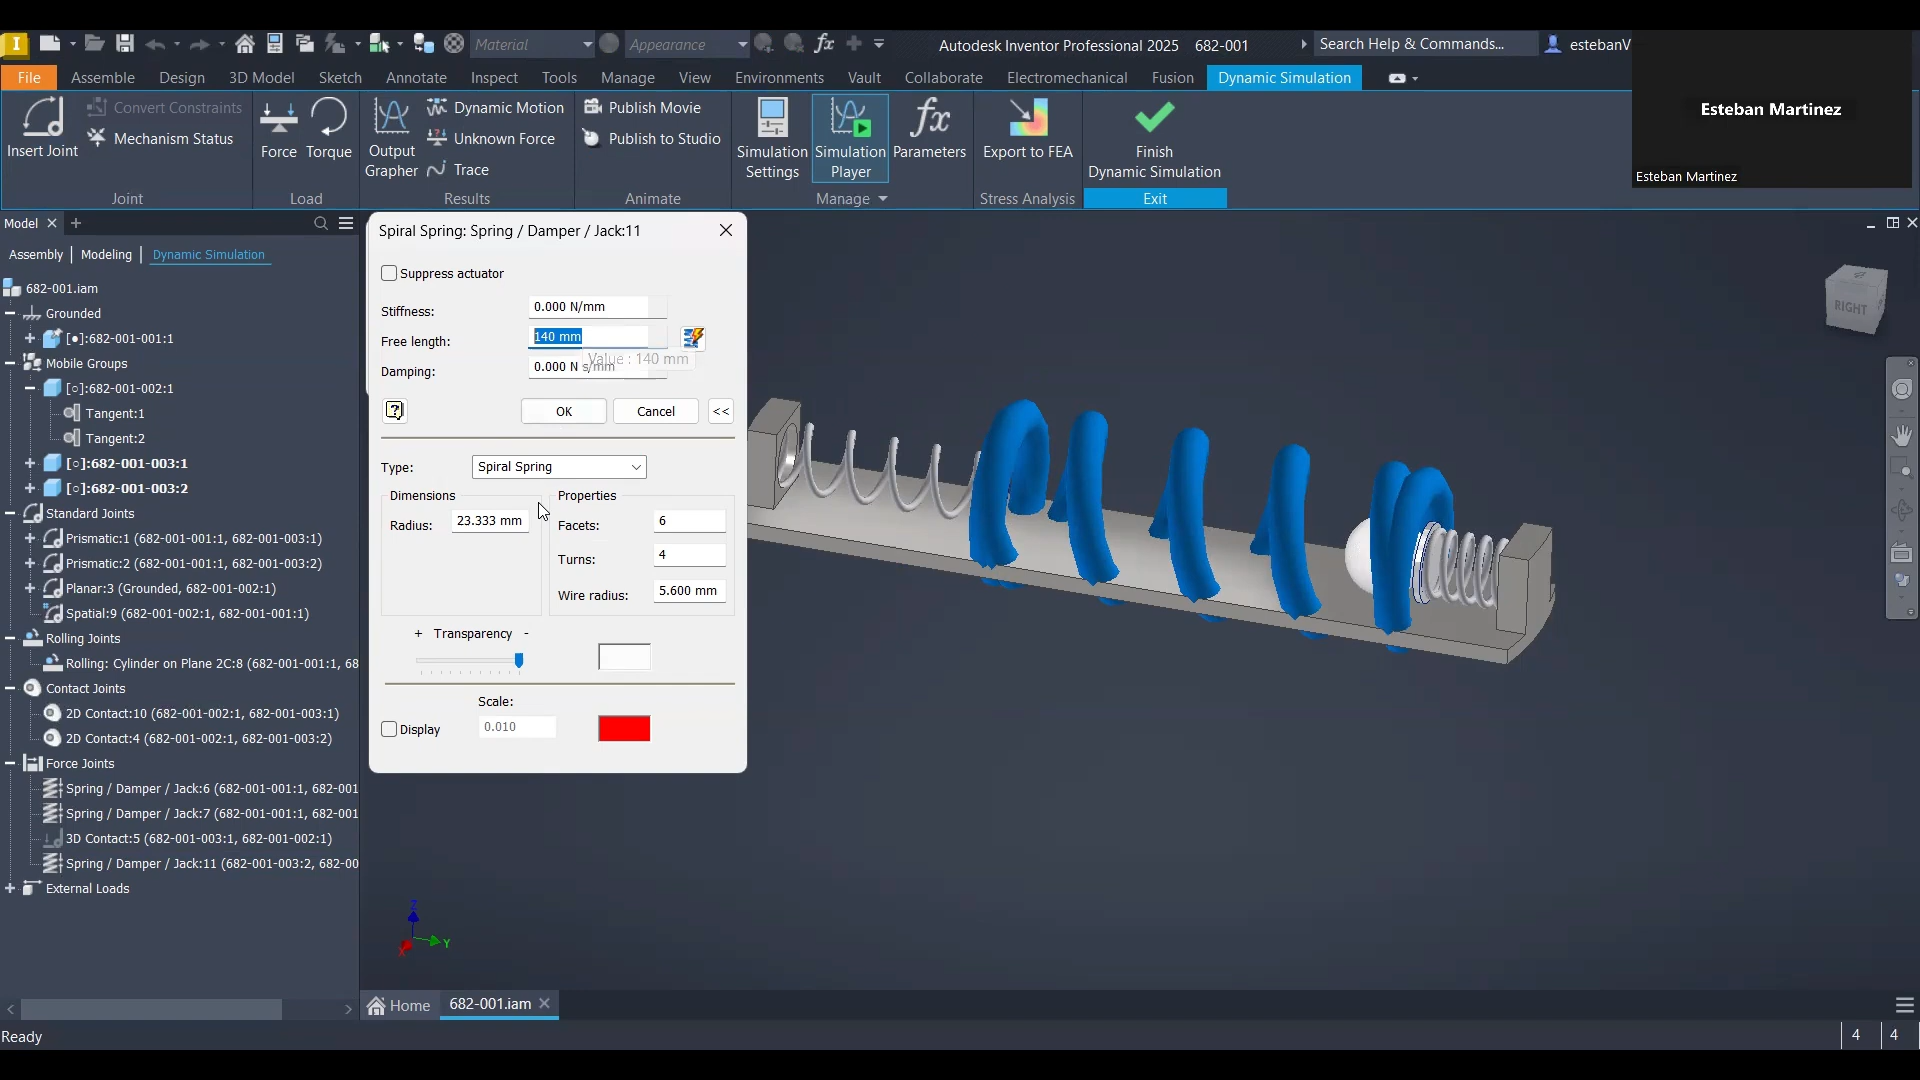 Material
Appearance
Autodesk Inventor Professional 2025 682-001
Search Help & Commands...
estebanV
File
Assemble
Design
3D Model
Sketch
Annotate
Inspect
Tools
Manage
View
Environments
Vault
Collaborate
Electromechanical
Fusion
Dynamic Simulation
Esteban Martinez
Esteban Martinez
Insert Joint
Convert Constraints
Mechanism Status
Joint
Force
Torque
Load
Output
Grapher
Dynamic Motion
Unknown Force
Trace
Results
Publish Movie
Publish to Studio
Animate
Simulation
Settings
Simulation
Player
fx
Parameters
Manage
Export to FEA
Stress Analysis
Finish
Dynamic Simulation
Exit
Model
Assembly
Modeling
Dynamic Simulation
682-001.iam
Grounded
[●]:682-001-001:1
Mobile Groups
[○]:682-001-002:1
Tangent:1
Tangent:2
[○]:682-001-003:1
[○]:682-001-003:2
Standard Joints
Prismatic:1 (682-001-001:1, 682-001-003:1)
Prismatic:2 (682-001-001:1, 682-001-003:2)
Planar:3 (Grounded, 682-001-002:1)
Spatial:9 (682-001-002:1, 682-001-001:1)
Rolling Joints
Rolling: Cylinder on Plane 2C:8 (682-001-001:1, 68
Contact Joints
2D Contact:10 (682-001-002:1, 682-001-003:1)
2D Contact:4 (682-001-002:1, 682-001-003:2)
Force Joints
Spring / Damper / Jack:6 (682-001-001:1, 682-001
Spring / Damper / Jack:7 (682-001-001:1, 682-001
3D Contact:5 (682-001-003:1, 682-001-002:1)
Spring / Damper / Jack:11 (682-001-003:2, 682-00
External Loads
Spiral Spring: Spring / Damper / Jack:11
Suppress actuator
Stiffness: 0.000 N/mm
Free length: 140 mm
Value : 140 mm
Damping: 0.000 N s/mm
OK
Cancel
<<
Type: Spiral Spring
Dimensions
Radius: 23.333 mm
Properties
Facets: 6
Turns: 4
Wire radius: 5.600 mm
+ Transparency -
Scale:
Display 0.010
RIGHT
Z
Y
X
Home
682-001.iam
Ready
4 4